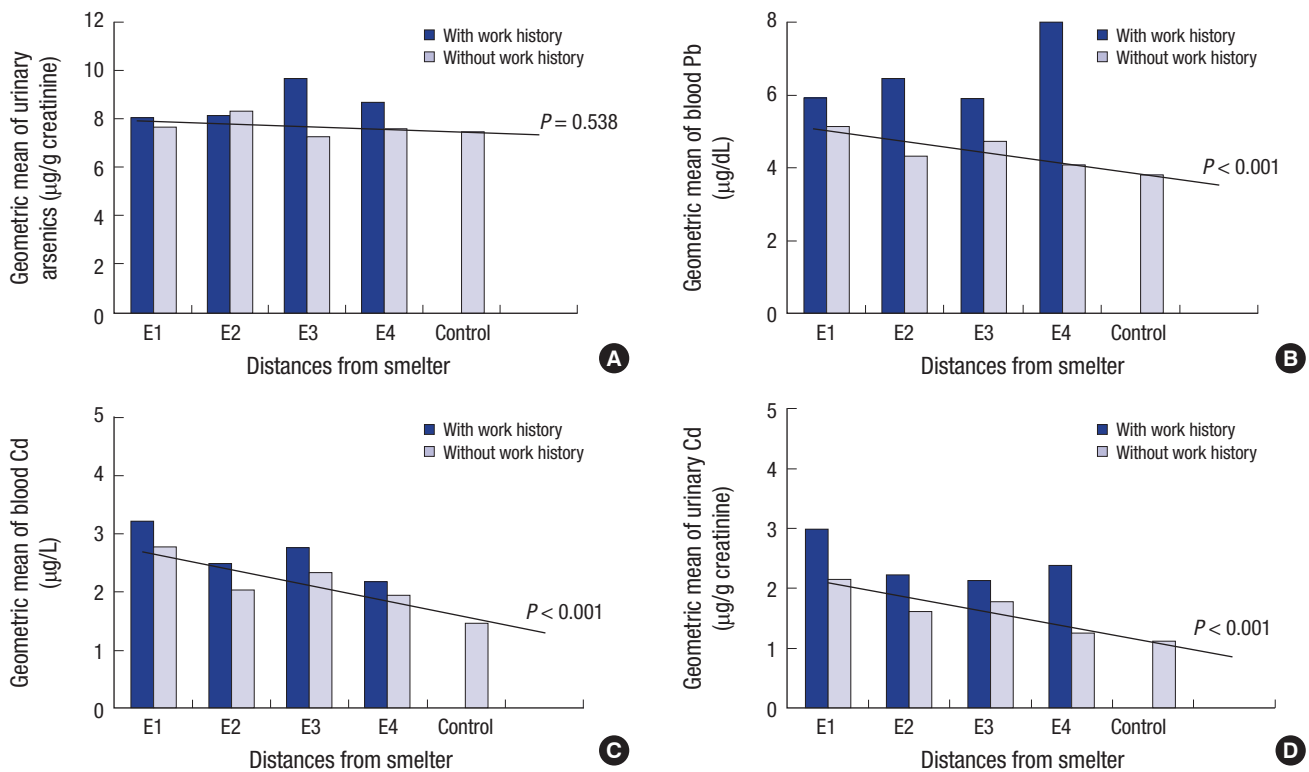 Geometric mean of urinary
arsenics (μg/g creatinine)
12
10
8
6
4
2
0
With work history
Without work history
P = 0.538
E1 E2 E3 E4 Control
Distances from smelter
A
Geometric mean of blood Pb
(μg/dL)
8
6
4
2
0
With work history
Without work history
P < 0.001
E1 E2 E3 E4 Control
Distances from smelter
B
Geometric mean of blood Cd
(μg/L)
5
4
3
2
1
0
With work history
Without work history
P < 0.001
E1 E2 E3 E4 Control
Distances from smelter
C
Geometric mean of urinary Cd
(μg/g creatinine)
5
4
3
2
1
0
With work history
Without work history
P < 0.001
E1 E2 E3 E4 Control
Distances from smelter
D